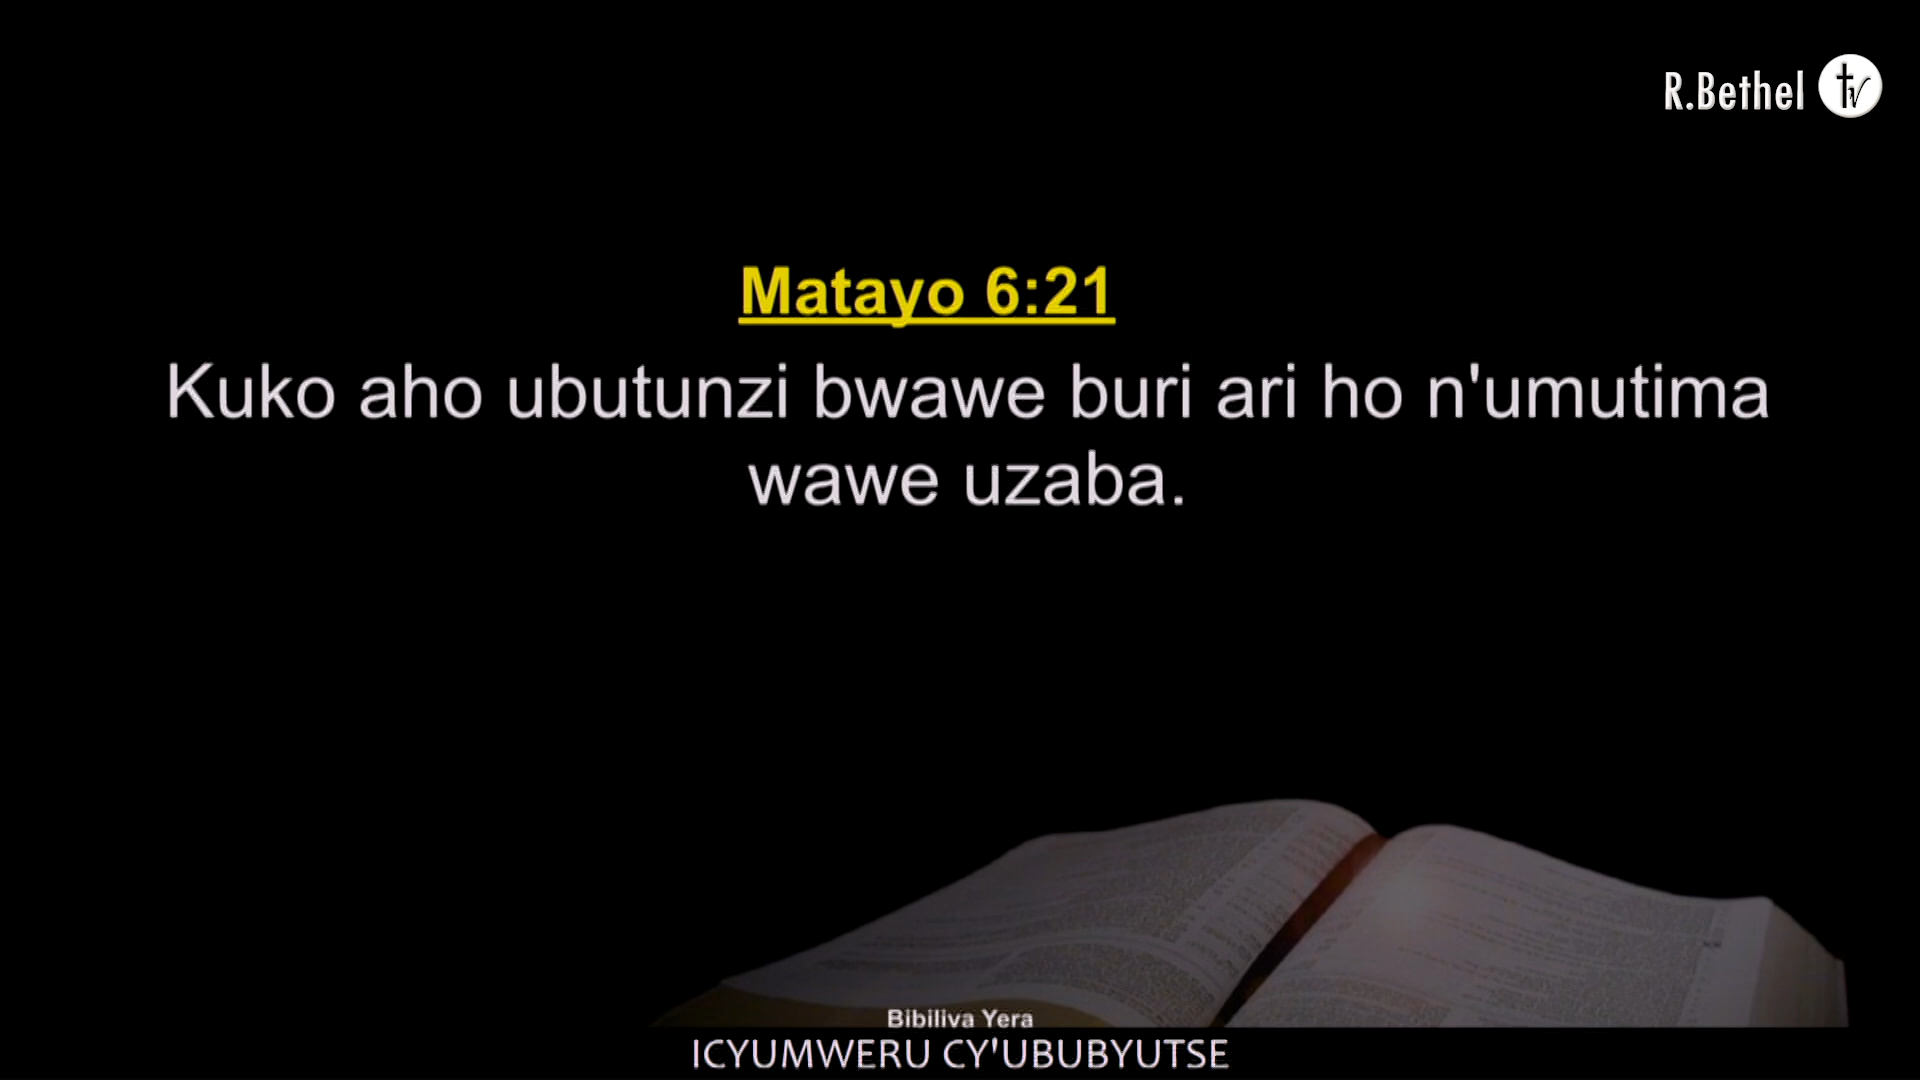 R.Bethel tv
Matayo 6:21
Kuko aho ubutunzi bwawe buri ari ho n'umutima
wawe uzaba.
Bibiliya Yera
ICYUMWERU CY'UBUBYUTSE